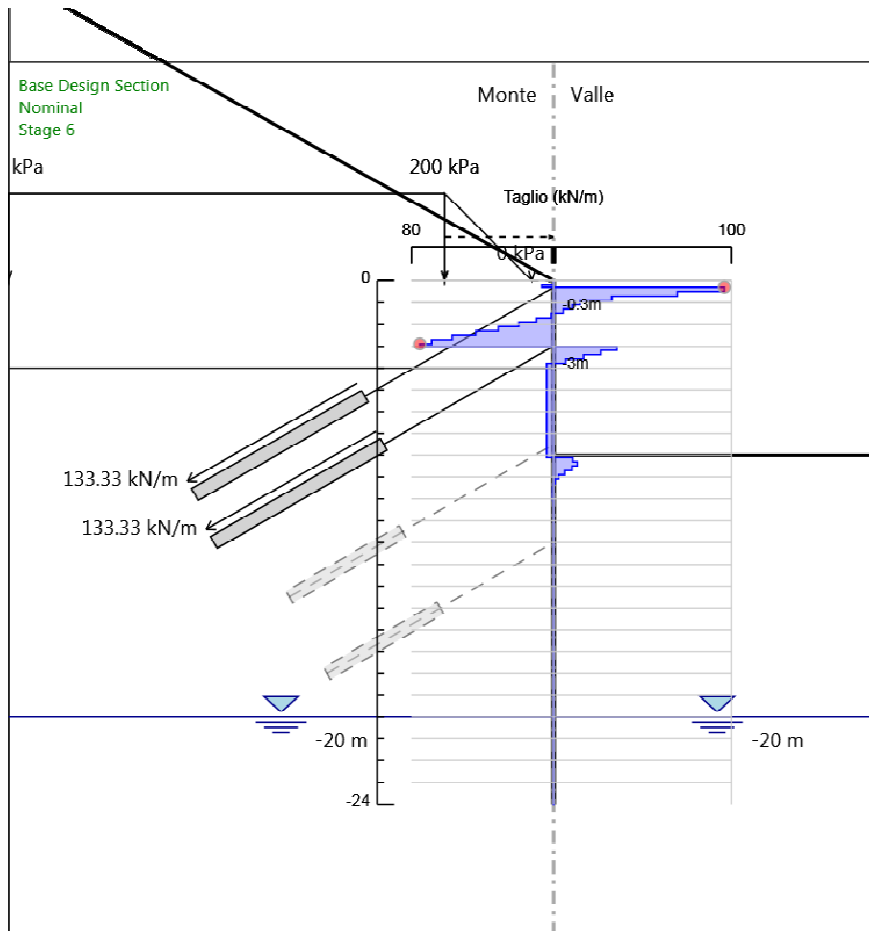 Base Design Section
Nominal
Stage 6
Monte
Valle
kPa
200 kPa
Taglio (kN/m)
80
100
0 kPa
0
-0.3m
-3m
133.33 kN/m
133.33 kN/m
-20 m
-20 m
-24